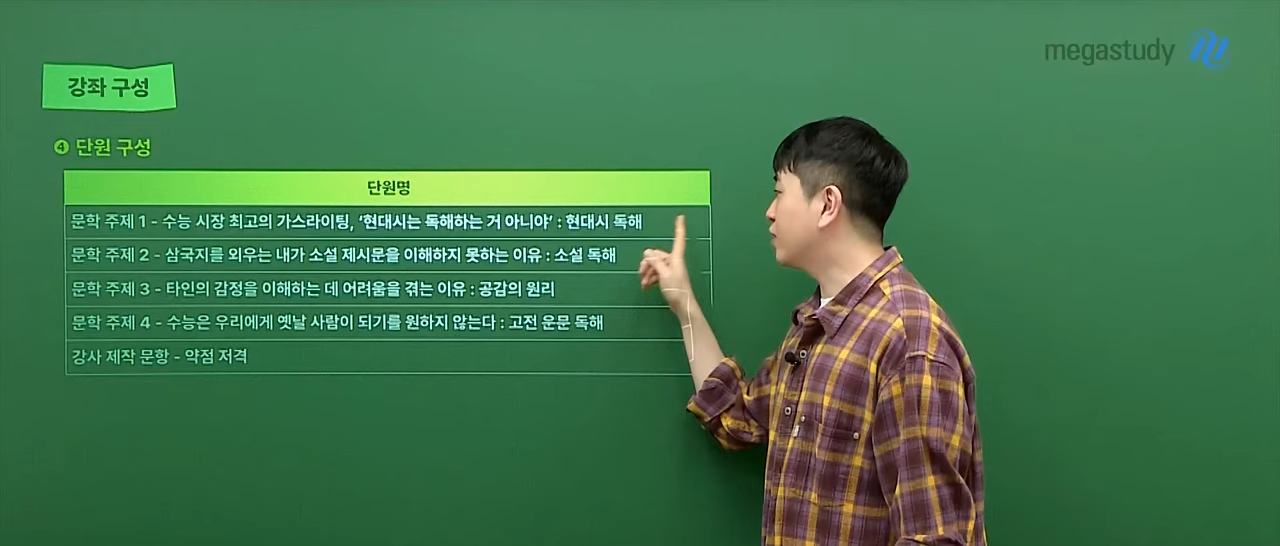 megastudy
강좌 구성
❹ 단원 구성
단원명
문학 주제 1 - 수능 시장 최고의 가스라이팅, ‘현대시는 독해하는 거 아니야’ : 현대시 독해
문학 주제 2 - 삼국지를 외우는 내가 소설 제시문을 이해하지 못하는 이유 : 소설 독해
문학 주제 3 - 타인의 감정을 이해하는 데 어려움을 겪는 이유 : 공감의 원리
문학 주제 4 - 수능은 우리에게 옛날 사람이 되기를 원하지 않는다 : 고전 운문 독해
강사 제작 문항 - 약점 저격